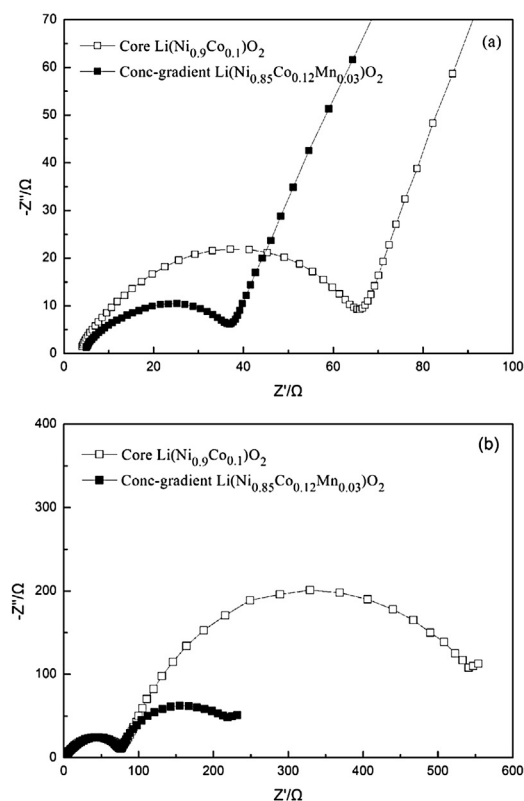 70
60
50
40
30
20
10
0
-Z''/Ω
Core Li(Ni0.9Co0.1)O2
Conc-gradient Li(Ni0.85Co0.12Mn0.03)O2
(a)
0 20 40 60 80 100
Z'/Ω
400
300
200
100
0
-Z''/Ω
Core Li(Ni0.9Co0.1)O2
Conc-gradient Li(Ni0.85Co0.12Mn0.03)O2
(b)
0 100 200 300 400 500 600
Z'/Ω